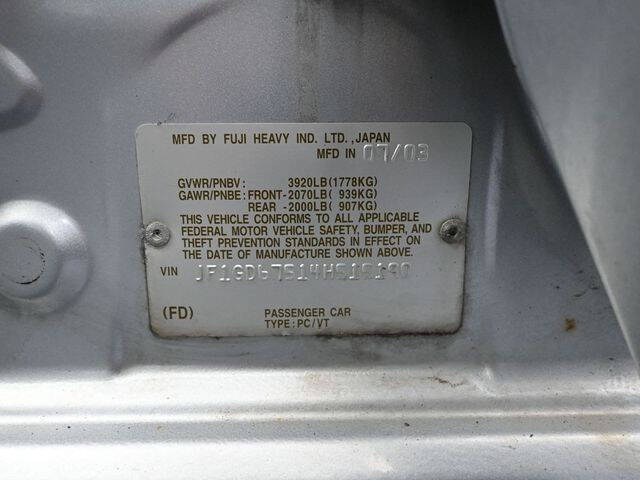 MFD BY FUJI HEAVY IND. LTD.,JAPAN
MFD IN 07/03
GVWR/PNBV: 3920LB(1778KG)
GAWR/PNBE: FRONT-2070LB( 939KG)
REAR -2000LB( 907KG)
THIS VEHICLE CONFORMS TO ALL APPLICABLE
FEDERAL MOTOR VEHICLE SAFETY, BUMPER, AND
THEFT PREVENTION STANDARDS IN EFFECT ON
THE DATE OF MANUFACTURE SHOWN ABOVE.
VIN JF1GD67514H515190
(FD) PASSENGER CAR
TYPE:PC/VT